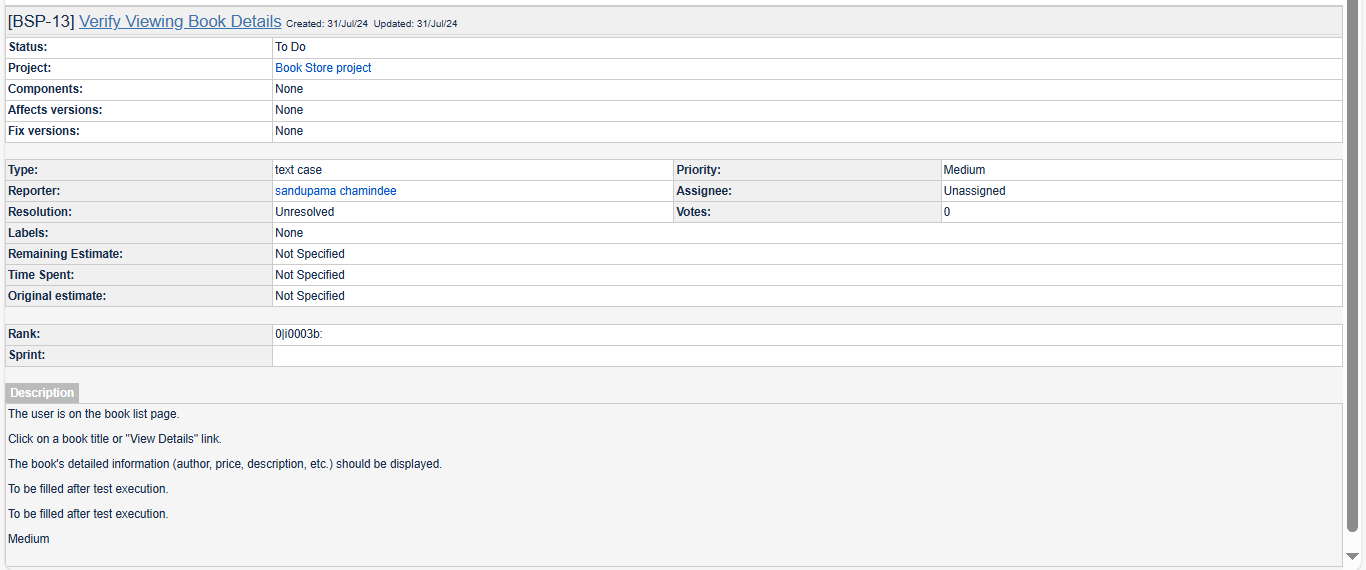 [BSP-13] Verify Viewing Book Details Created: 31/Jul/24 Updated: 31/Jul/24
Status: To Do
Project: Book Store project
Components: None
Affects versions: None
Fix versions: None
Type: text case Priority: Medium
Reporter: sandupama chamindee Assignee: Unassigned
Resolution: Unresolved Votes: 0
Labels: None
Remaining Estimate: Not Specified
Time Spent: Not Specified
Original estimate: Not Specified
Rank: 0|i0003b:
Sprint:
Description
The user is on the book list page.
Click on a book title or "View Details" link.
The book's detailed information (author, price, description, etc.) should be displayed.
To be filled after test execution.
To be filled after test execution.
Medium